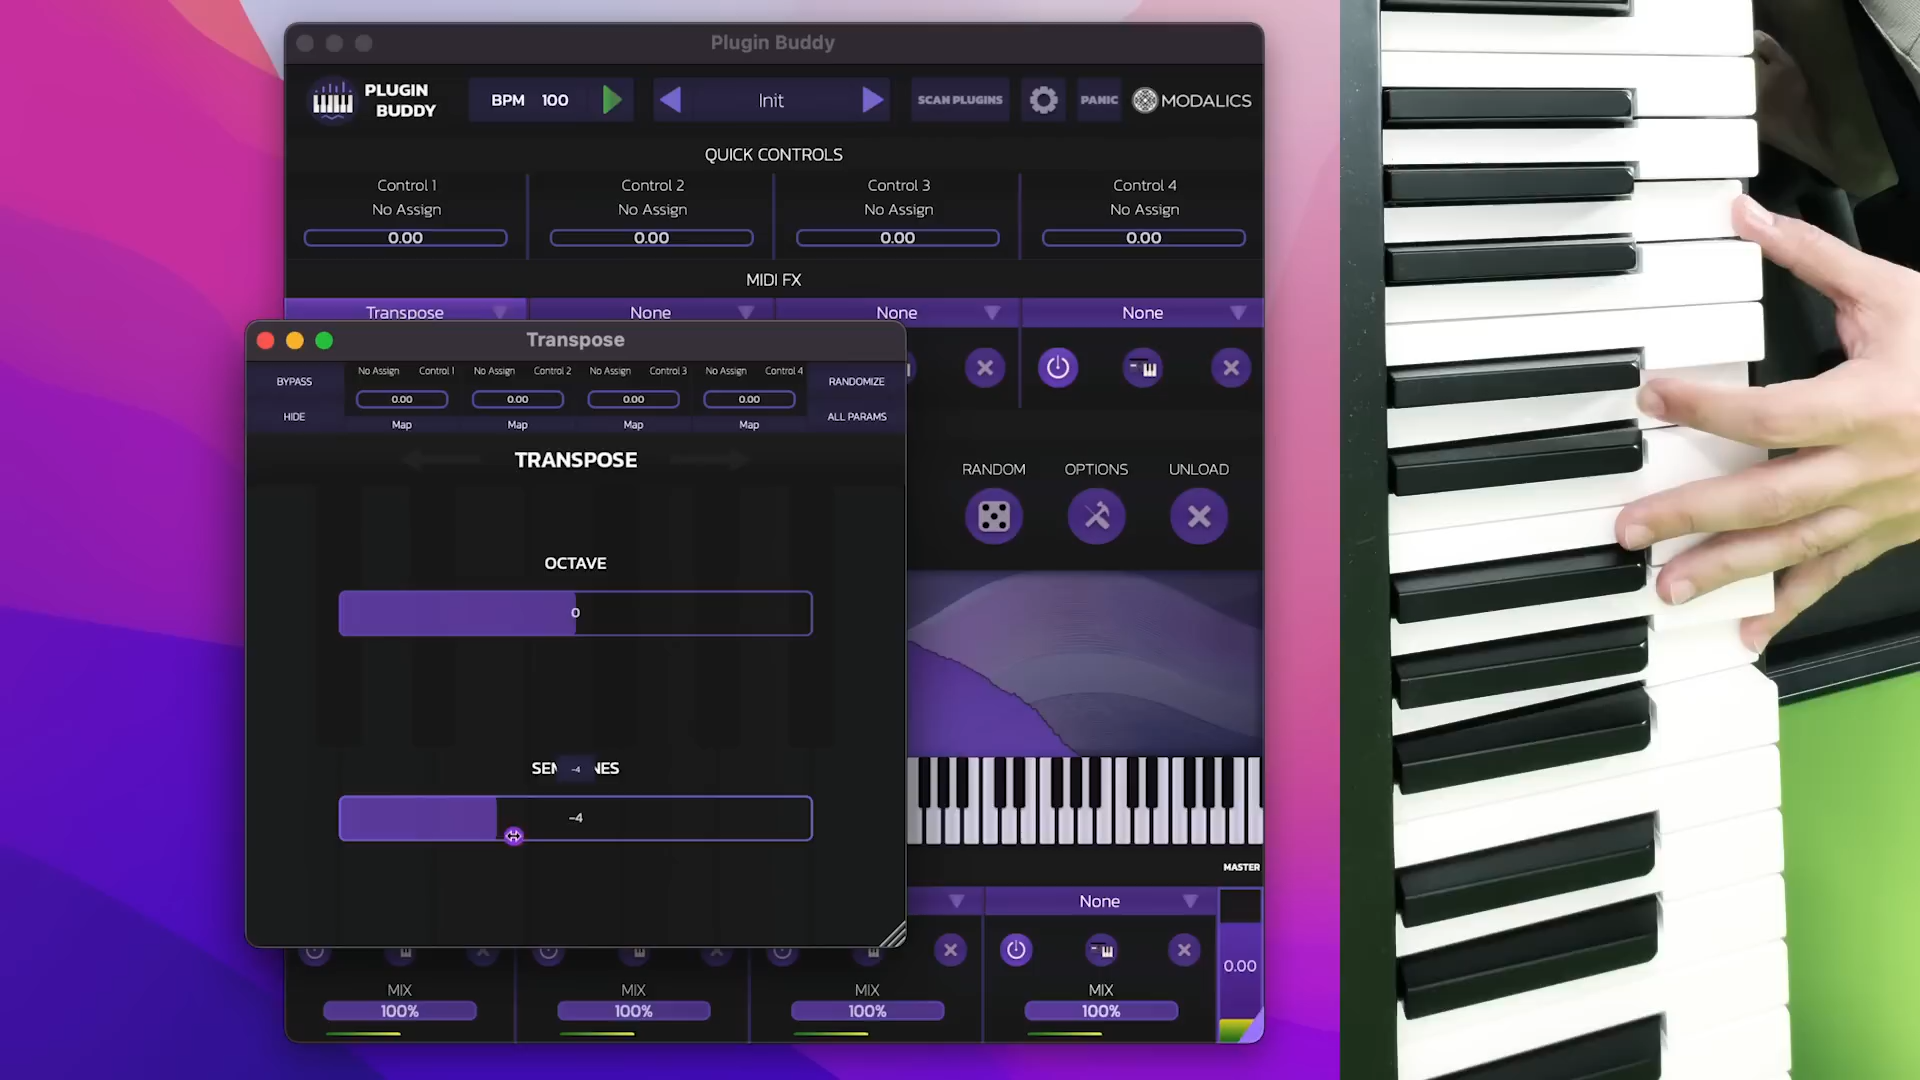 Plugin Buddy
PLUGIN
BUDDY
BPM 100
Init
SCAN PLUGINS
PANIC
MODALICS
QUICK CONTROLS
Control 1
Control 2
Control 3
Control 4
No Assign
No Assign
No Assign
No Assign
0.00
0.00
0.00
0.00
MIDI FX
Transpose
None
None
None
Transpose
BYPASS
HIDE
No Assign
Control 1
No Assign
Control 2
No Assign
Control 3
No Assign
Control 4
0.00
0.00
0.00
0.00
Map
Map
Map
Map
RANDOMIZE
ALL PARAMS
TRANSPOSE
RANDOM
OPTIONS
UNLOAD
OCTAVE
0
-4
-4
MASTER
None
0.00
MIX
MIX
MIX
MIX
100%
100%
100%
100%